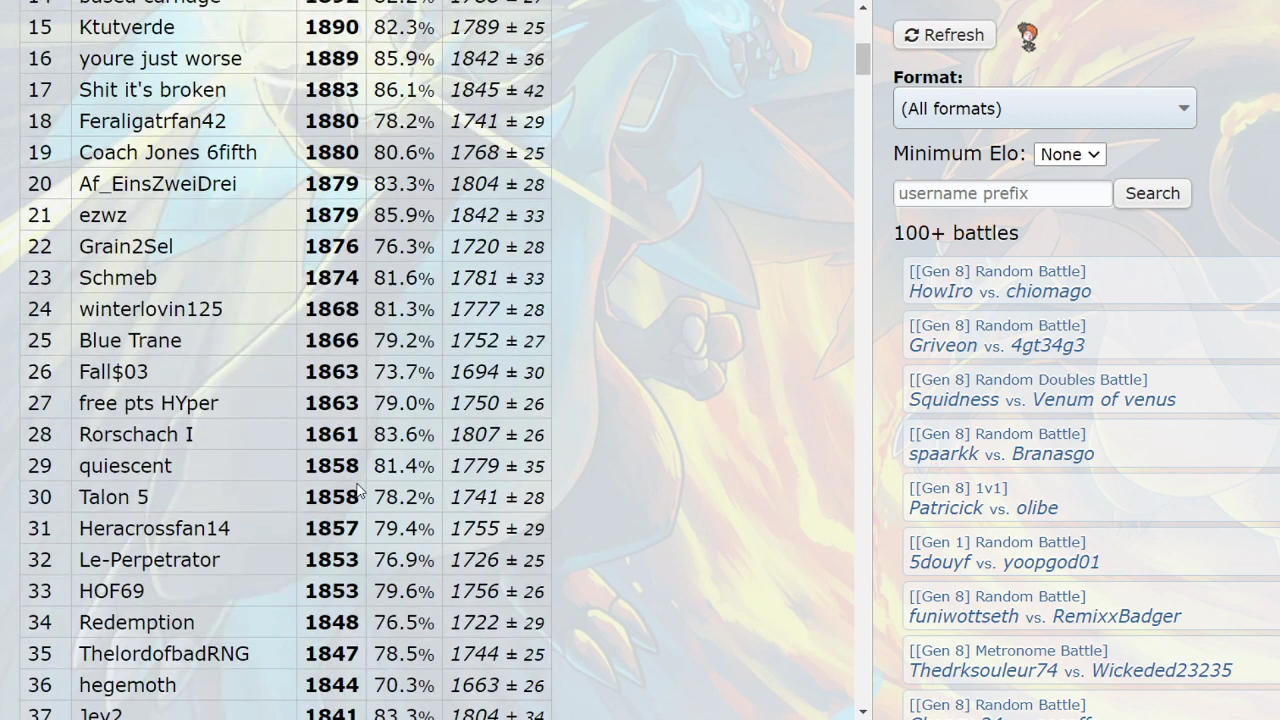 15 Ktutverde 1890 82.3% 1789 ± 25
16 youre just worse 1889 85.9% 1842 ± 36
17 Shit it's broken 1883 86.1% 1845 ± 42
18 Feraligatrfan42 1880 78.2% 1741 ± 29
19 Coach Jones 6fifth 1880 80.6% 1768 ± 25
20 Af_EinsZweiDrei 1879 83.3% 1804 ± 28
21 ezwz 1879 85.9% 1842 ± 33
22 Grain2Sel 1876 76.3% 1720 ± 28
23 Schmeb 1874 81.6% 1781 ± 33
24 winterlovin125 1868 81.3% 1777 ± 28
25 Blue Trane 1866 79.2% 1752 ± 27
26 Fall$03 1863 73.7% 1694 ± 30
27 free pts HYper 1863 79.0% 1750 ± 26
28 Rorschach I 1861 83.6% 1807 ± 26
29 quiescent 1858 81.4% 1779 ± 35
30 Talon 5 1858 78.2% 1741 ± 28
31 Heracrossfan14 1857 79.4% 1755 ± 29
32 Le-Perpetrator 1853 76.9% 1726 ± 25
33 HOF69 1853 79.6% 1756 ± 26
34 Redemption 1848 76.5% 1722 ± 29
35 ThelordofbadRNG 1847 78.5% 1744 ± 25
36 hegemoth 1844 70.3% 1663 ± 26
37 1841 83.3% 1804 ± 34
Refresh
Format:
(All formats)
Minimum Elo: None
username prefix Search
100+ battles
[[Gen 8] Random Battle]
HowIro vs. chiomago
[[Gen 8] Random Battle]
Griveon vs. 4gt34g3
[[Gen 8] Random Doubles Battle]
Squidness vs. Venum of venus
[[Gen 8] Random Battle]
spaarkk vs. Branasgo
[[Gen 8] 1v1]
Patricick vs. olibe
[[Gen 1] Random Battle]
5douyf vs. yoopgod01
[[Gen 8] Random Battle]
funiwottseth vs. RemixxBadger
[[Gen 8] Metronome Battle]
Thedrksouleur74 vs. Wickeded23235
[[Gen 8] Random Battle]